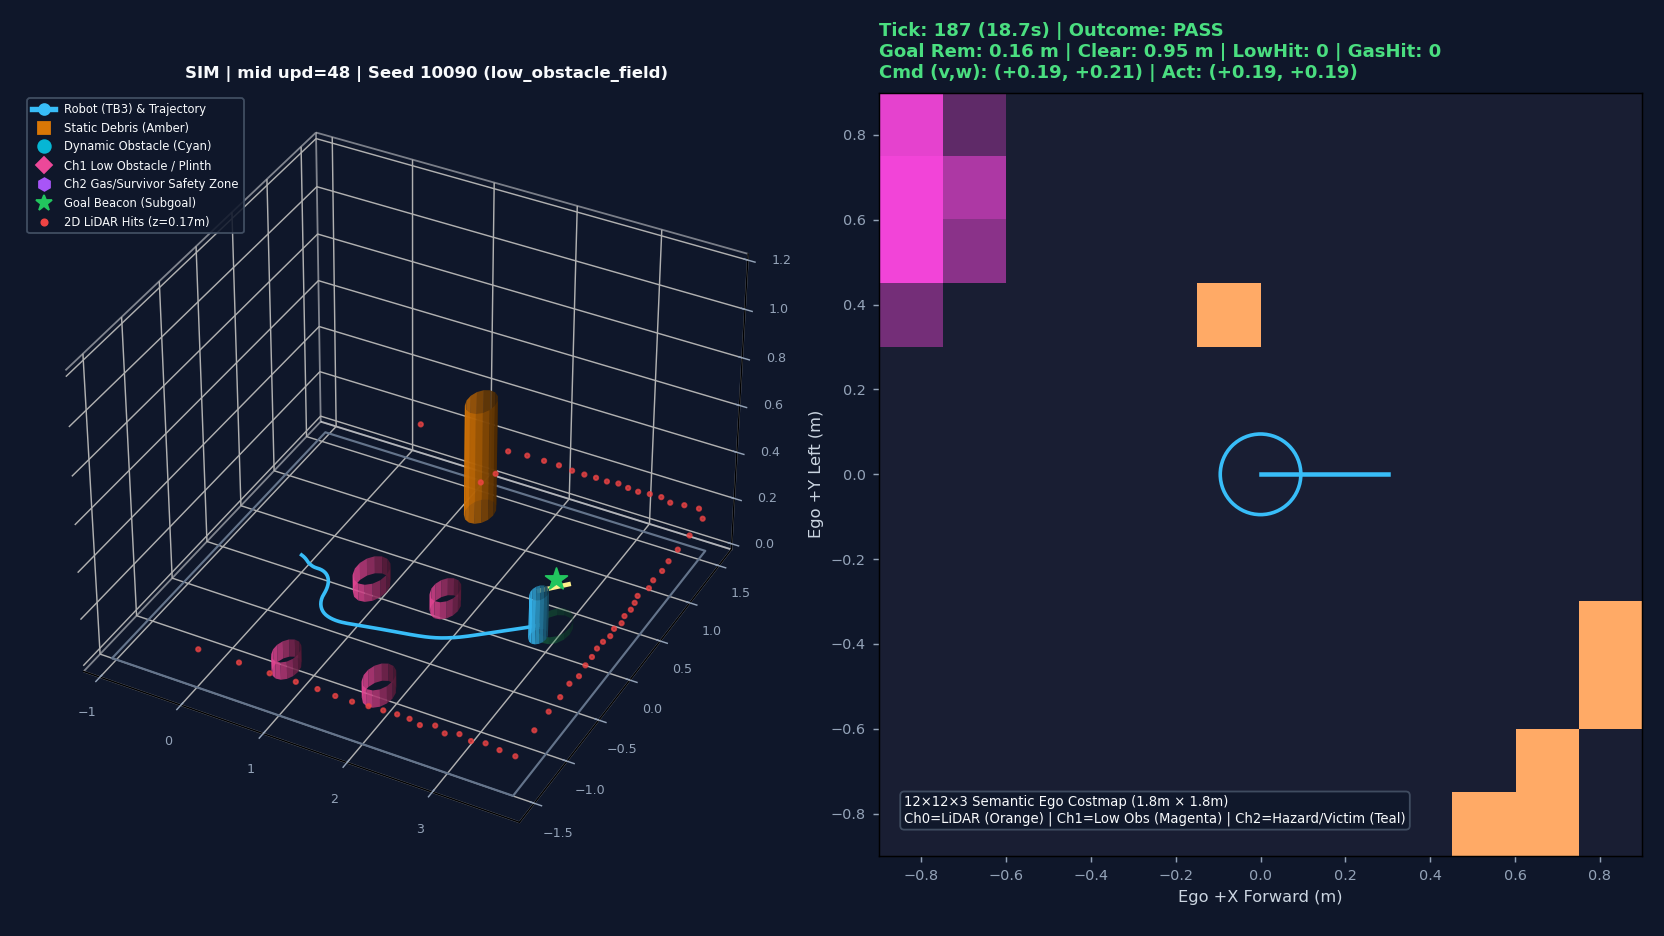 SIM | mid upd=48 | Seed 10090 (low_obstacle_field)
Robot (TB3) & Trajectory
Static Debris (Amber)
Dynamic Obstacle (Cyan)
Ch1 Low Obstacle / Plinth
Ch2 Gas/Survivor Safety Zone
Goal Beacon (Subgoal)
2D LiDAR Hits (z=0.17m)
1.2
1.0
0.8
0.6
0.4
0.2
0.0
1.5
1.0
0.5
0.0
−0.5
−1.0
−1.5
−1
0
1
2
3
Tick: 187 (18.7s) | Outcome: PASS
Goal Rem: 0.16 m | Clear: 0.95 m | LowHit: 0 | GasHit: 0
Cmd (v,w): (+0.19, +0.21) | Act: (+0.19, +0.19)
Ego +Y Left (m)
0.8
0.6
0.4
0.2
0.0
−0.2
−0.4
−0.6
−0.8
12×12×3 Semantic Ego Costmap (1.8m × 1.8m)
Ch0=LiDAR (Orange) | Ch1=Low Obs (Magenta) | Ch2=Hazard/Victim (Teal)
−0.8 −0.6 −0.4 −0.2 0.0 0.2 0.4 0.6 0.8
Ego +X Forward (m)